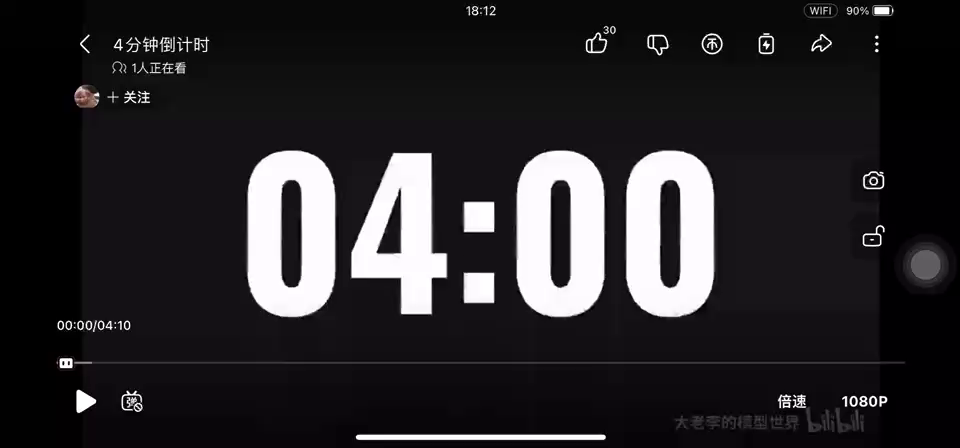 18:12
WIFI 90%
4分钟倒计时
30
1人正在看
+ 关注
04:00
00:00/04:10
弹
倍速 1080P
大老李的模型世界 bilibili